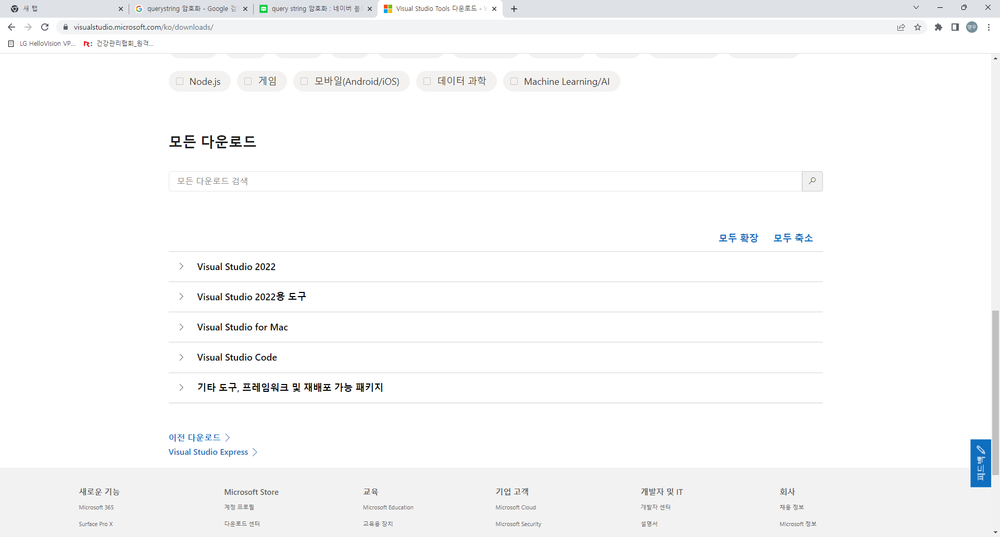 새 탭
querystring 암호화 - Google 검
query string 암호화 : 네이버 블로
Visual Studio Tools 다운로드 -
visualstudio.microsoft.com/ko/downloads/
영우
LG HelloVision VP...
건강관리협회_원격...
Node.js
게임
모바일(Android/iOS)
데이터 과학
Machine Learning/AI
모든 다운로드
모든 다운로드 검색
모두 확장
모두 축소
Visual Studio 2022
Visual Studio 2022용 도구
Visual Studio for Mac
Visual Studio Code
기타 도구, 프레임워크 및 재배포 가능 패키지
이전 다운로드
Visual Studio Express
피드백
새로운 기능
Microsoft Store
교육
기업 고객
개발자 및 IT
회사
Microsoft 365
계정 프로필
Microsoft Education
Microsoft Cloud
개발자 센터
채용 정보
Surface Pro X
다운로드 센터
교육용 장치
Microsoft Security
설명서
Microsoft 정보